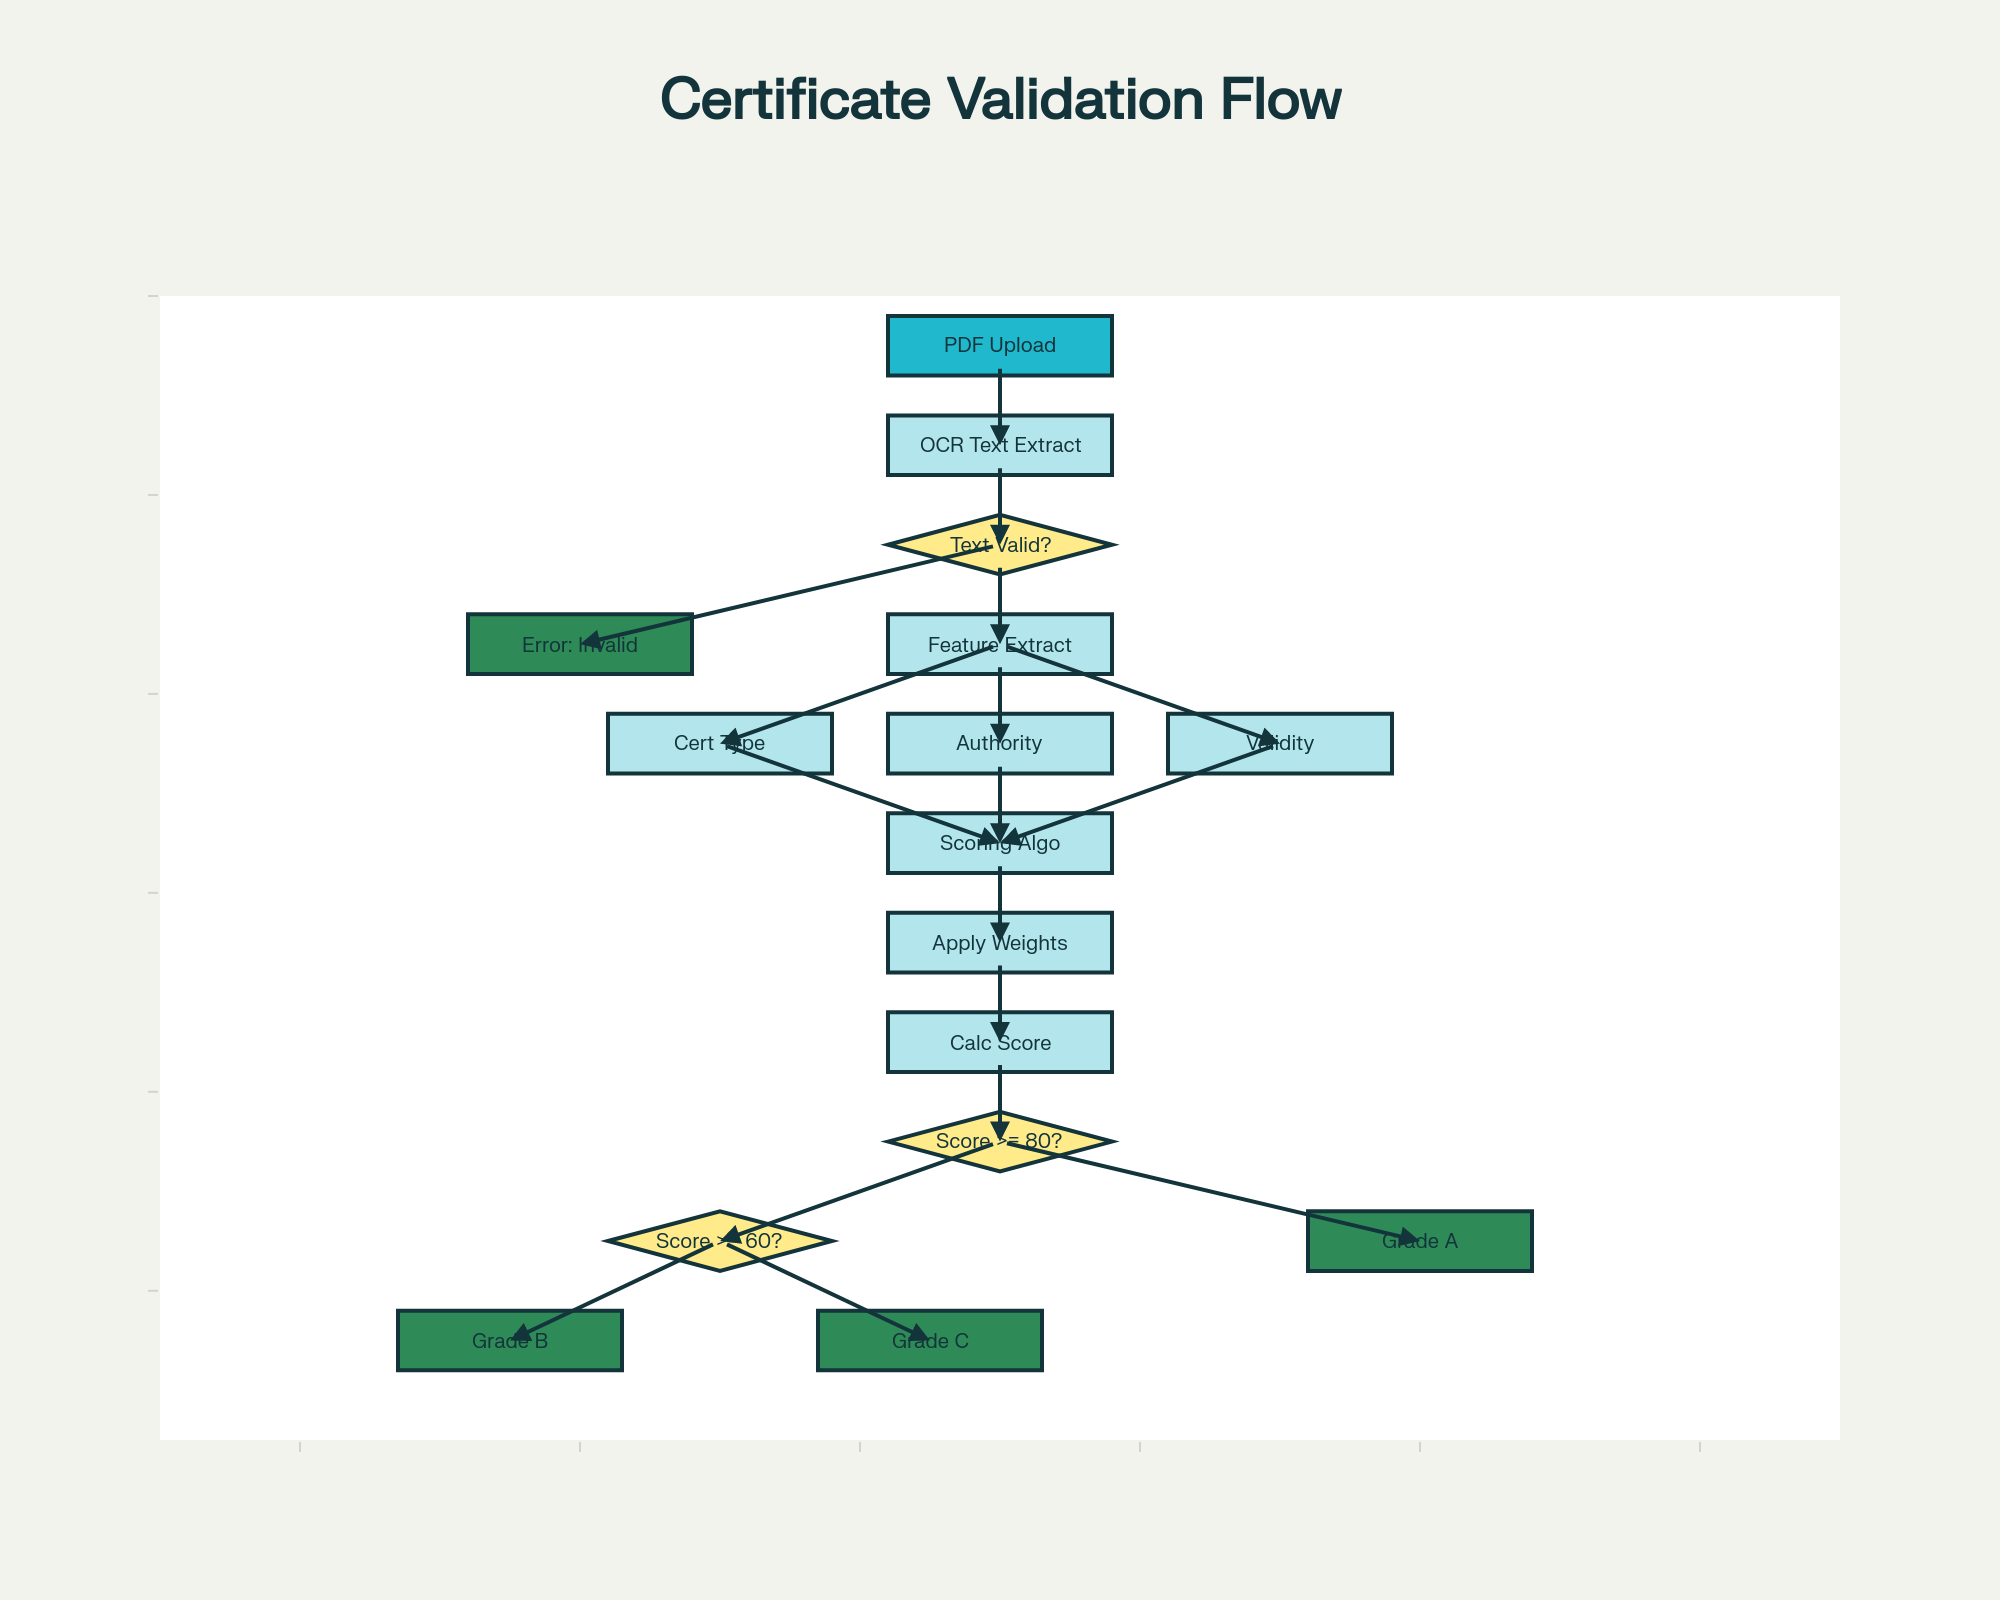 Certificate Validation Flow
PDF Upload
OCR Text Extract
Text Valid?
Error: Invalid
Feature Extract
Cert Type
Authority
Validity
Scoring Algo
Apply Weights
Calc Score
Score >= 80?
Score >= 60?
Grade A
Grade B
Grade C